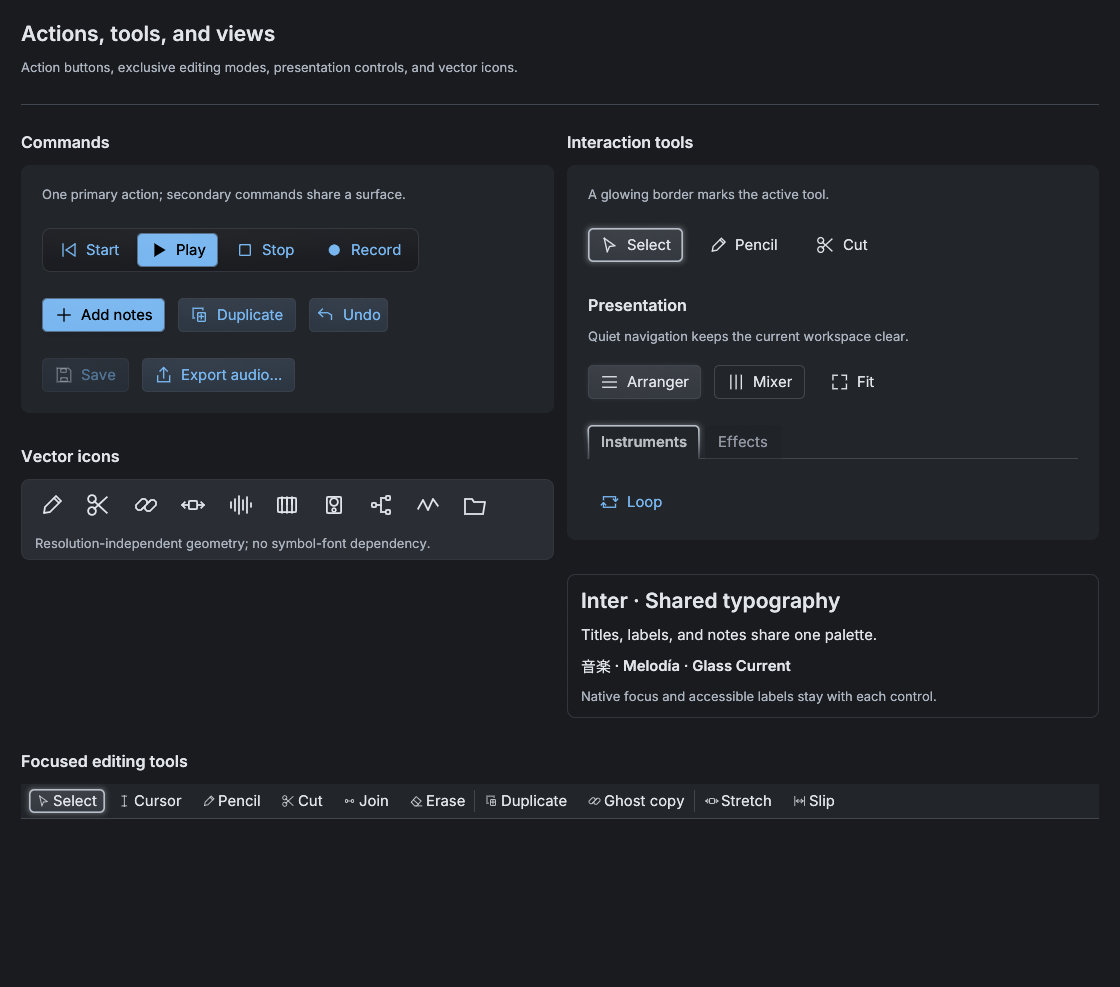 Actions, tools, and views
Action buttons, exclusive editing modes, presentation controls, and vector icons.
Commands
One primary action; secondary commands share a surface.
Start Play Stop Record
Add notes Duplicate Undo
Save Export audio...
Vector icons
Resolution-independent geometry; no symbol-font dependency.
Interaction tools
A glowing border marks the active tool.
Select Pencil Cut
Presentation
Quiet navigation keeps the current workspace clear.
Arranger Mixer Fit
Instruments Effects
Loop
Inter · Shared typography
Titles, labels, and notes share one palette.
音楽 · Melodía · Glass Current
Native focus and accessible labels stay with each control.
Focused editing tools
Select Cursor Pencil Cut Join Erase Duplicate Ghost copy Stretch Slip